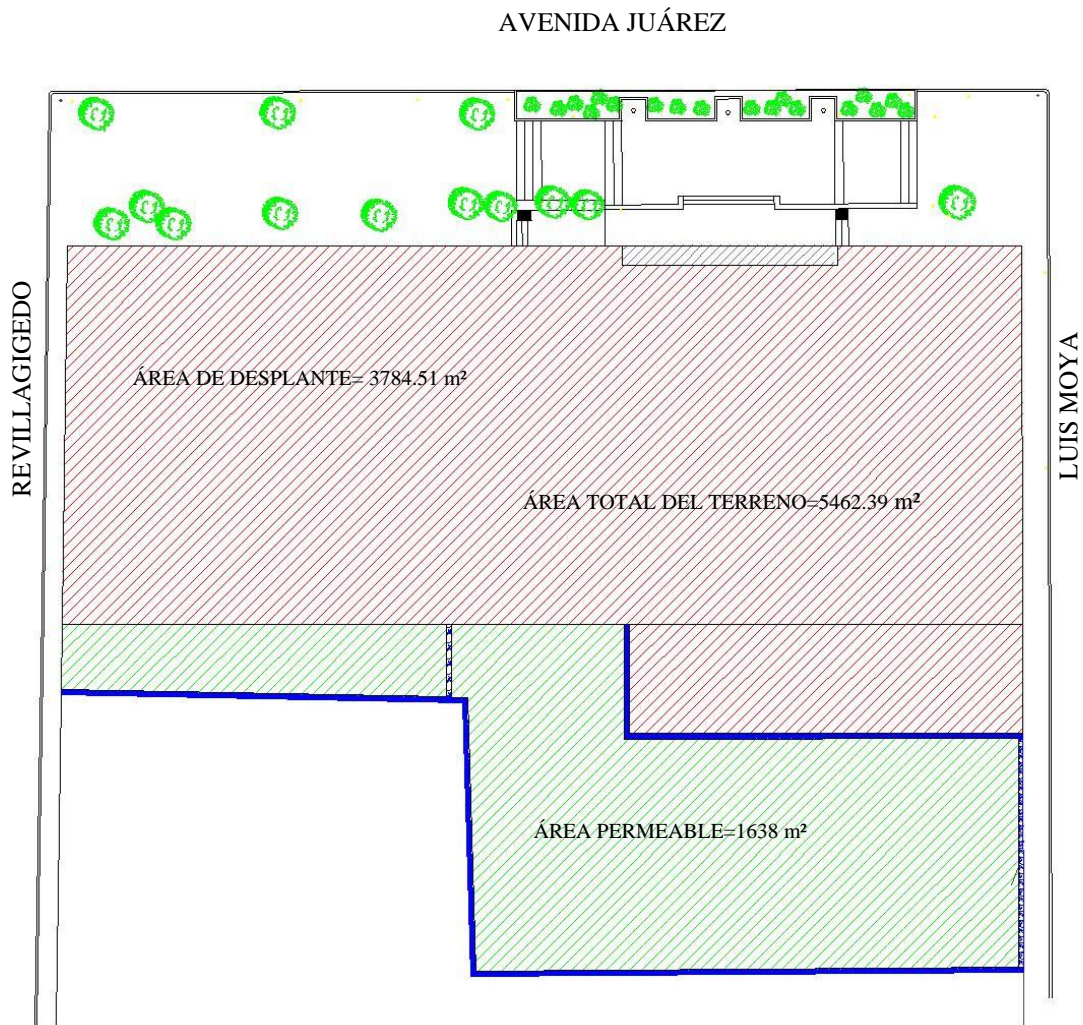 AVENIDA JUÁREZ
REVILLAGIGEDO
LUIS MOYA
ÁREA DE DESPLANTE= 3784.51 m²
ÁREA TOTAL DEL TERRENO=5462.39 m²
ÁREA PERMEABLE=1638 m²